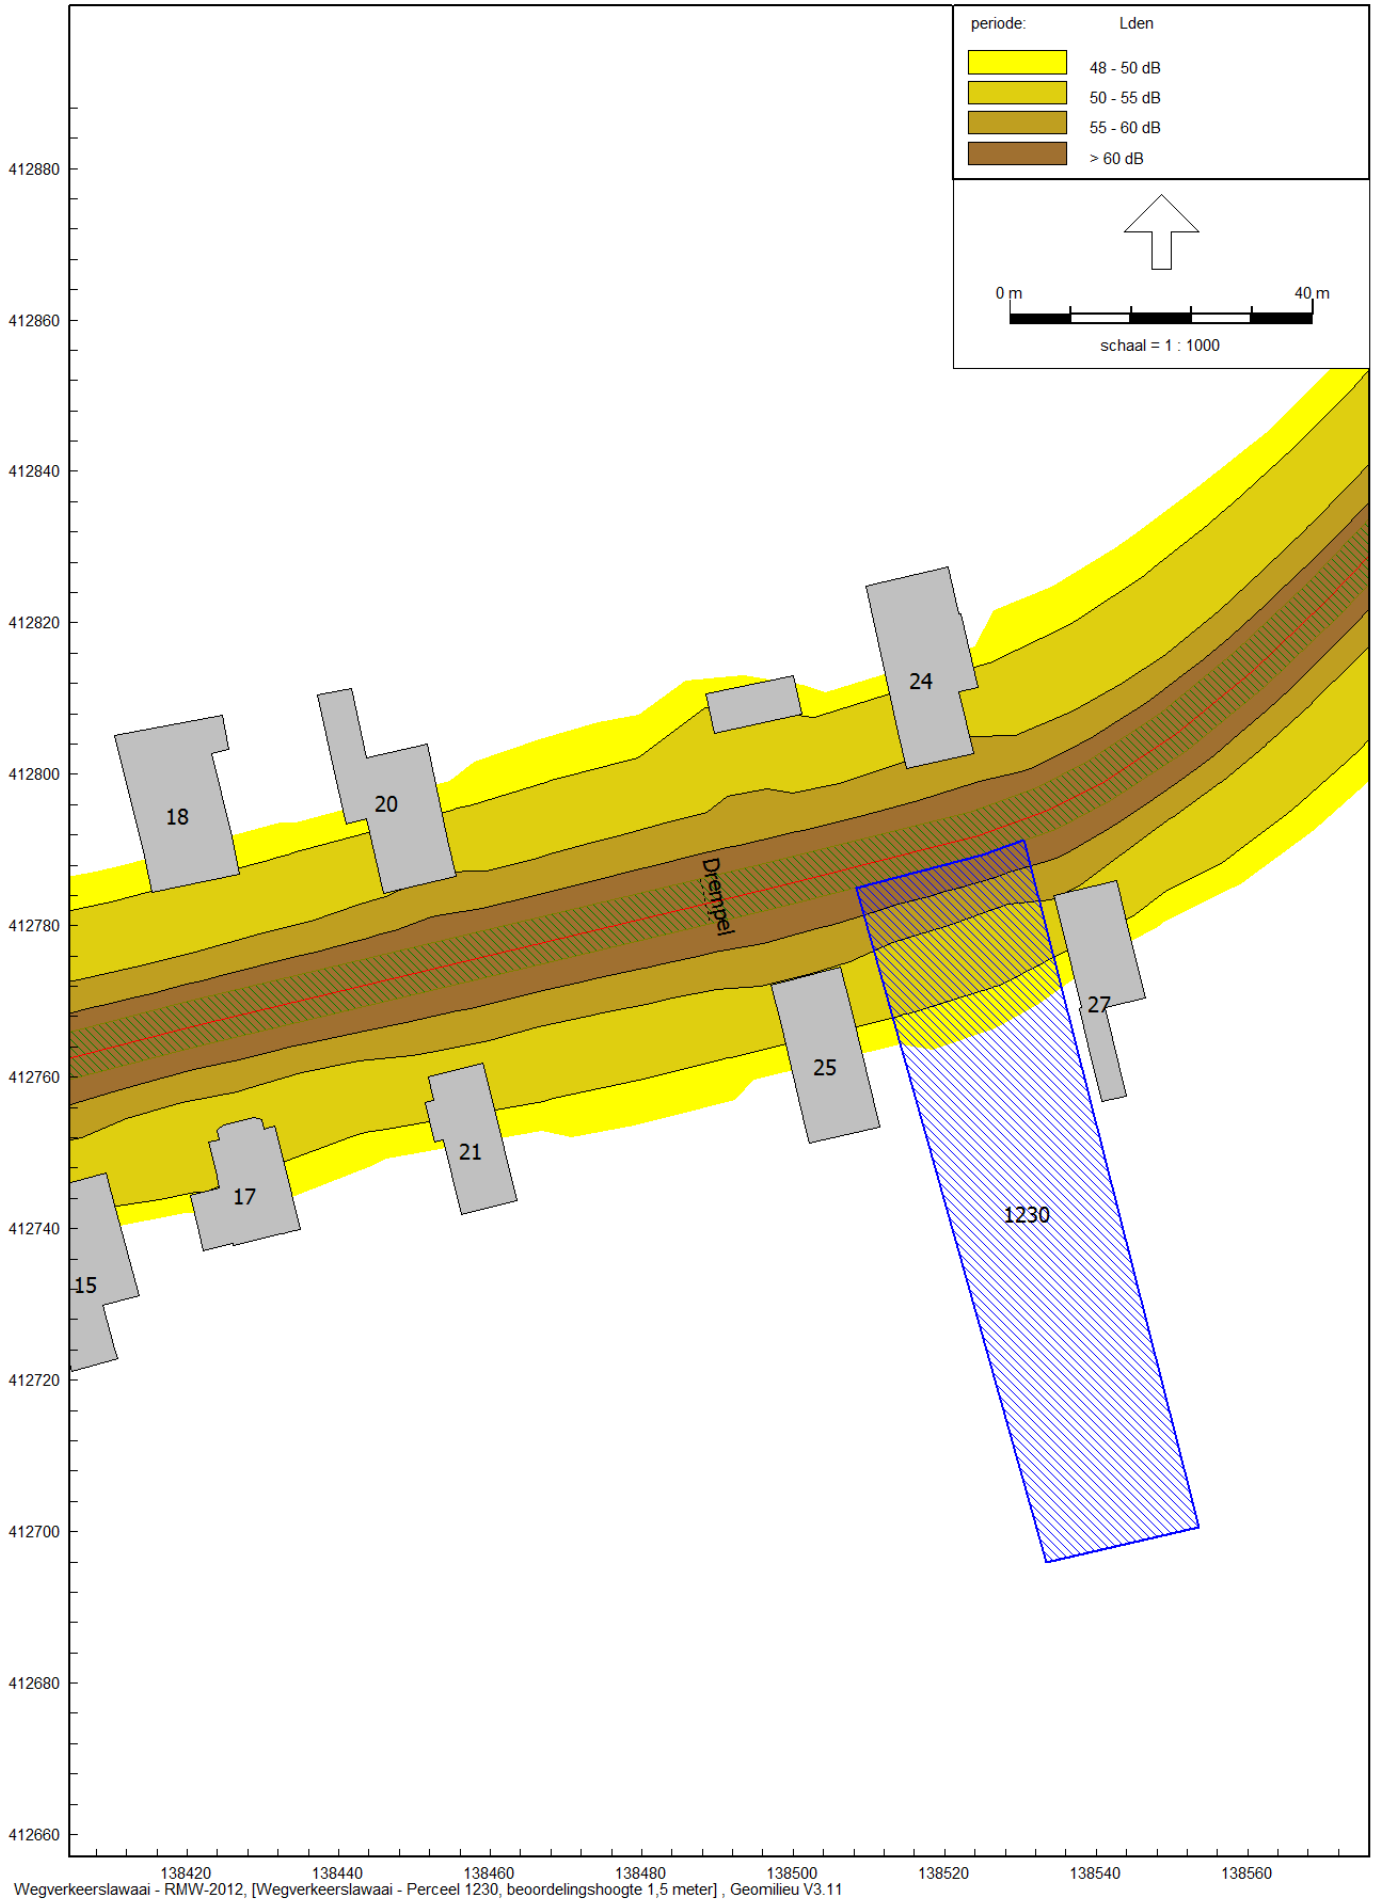 periode: Lden
48 - 50 dB
50 - 55 dB
55 - 60 dB
> 60 dB
0 m 40 m
schaal = 1 : 1000
412880
412860
412840
412820
412800
412780
412760
412740
412720
412700
412680
412660
24
20
18
Drempel
27
25
21
17
1230
15
138420 138440 138460 138480 138500 138520 138540 138560
Wegverkeerslawaai - RMW-2012, [Wegverkeerslawaai - Perceel 1230, beoordelingshoogte 1,5 meter] , Geomilieu V3.11